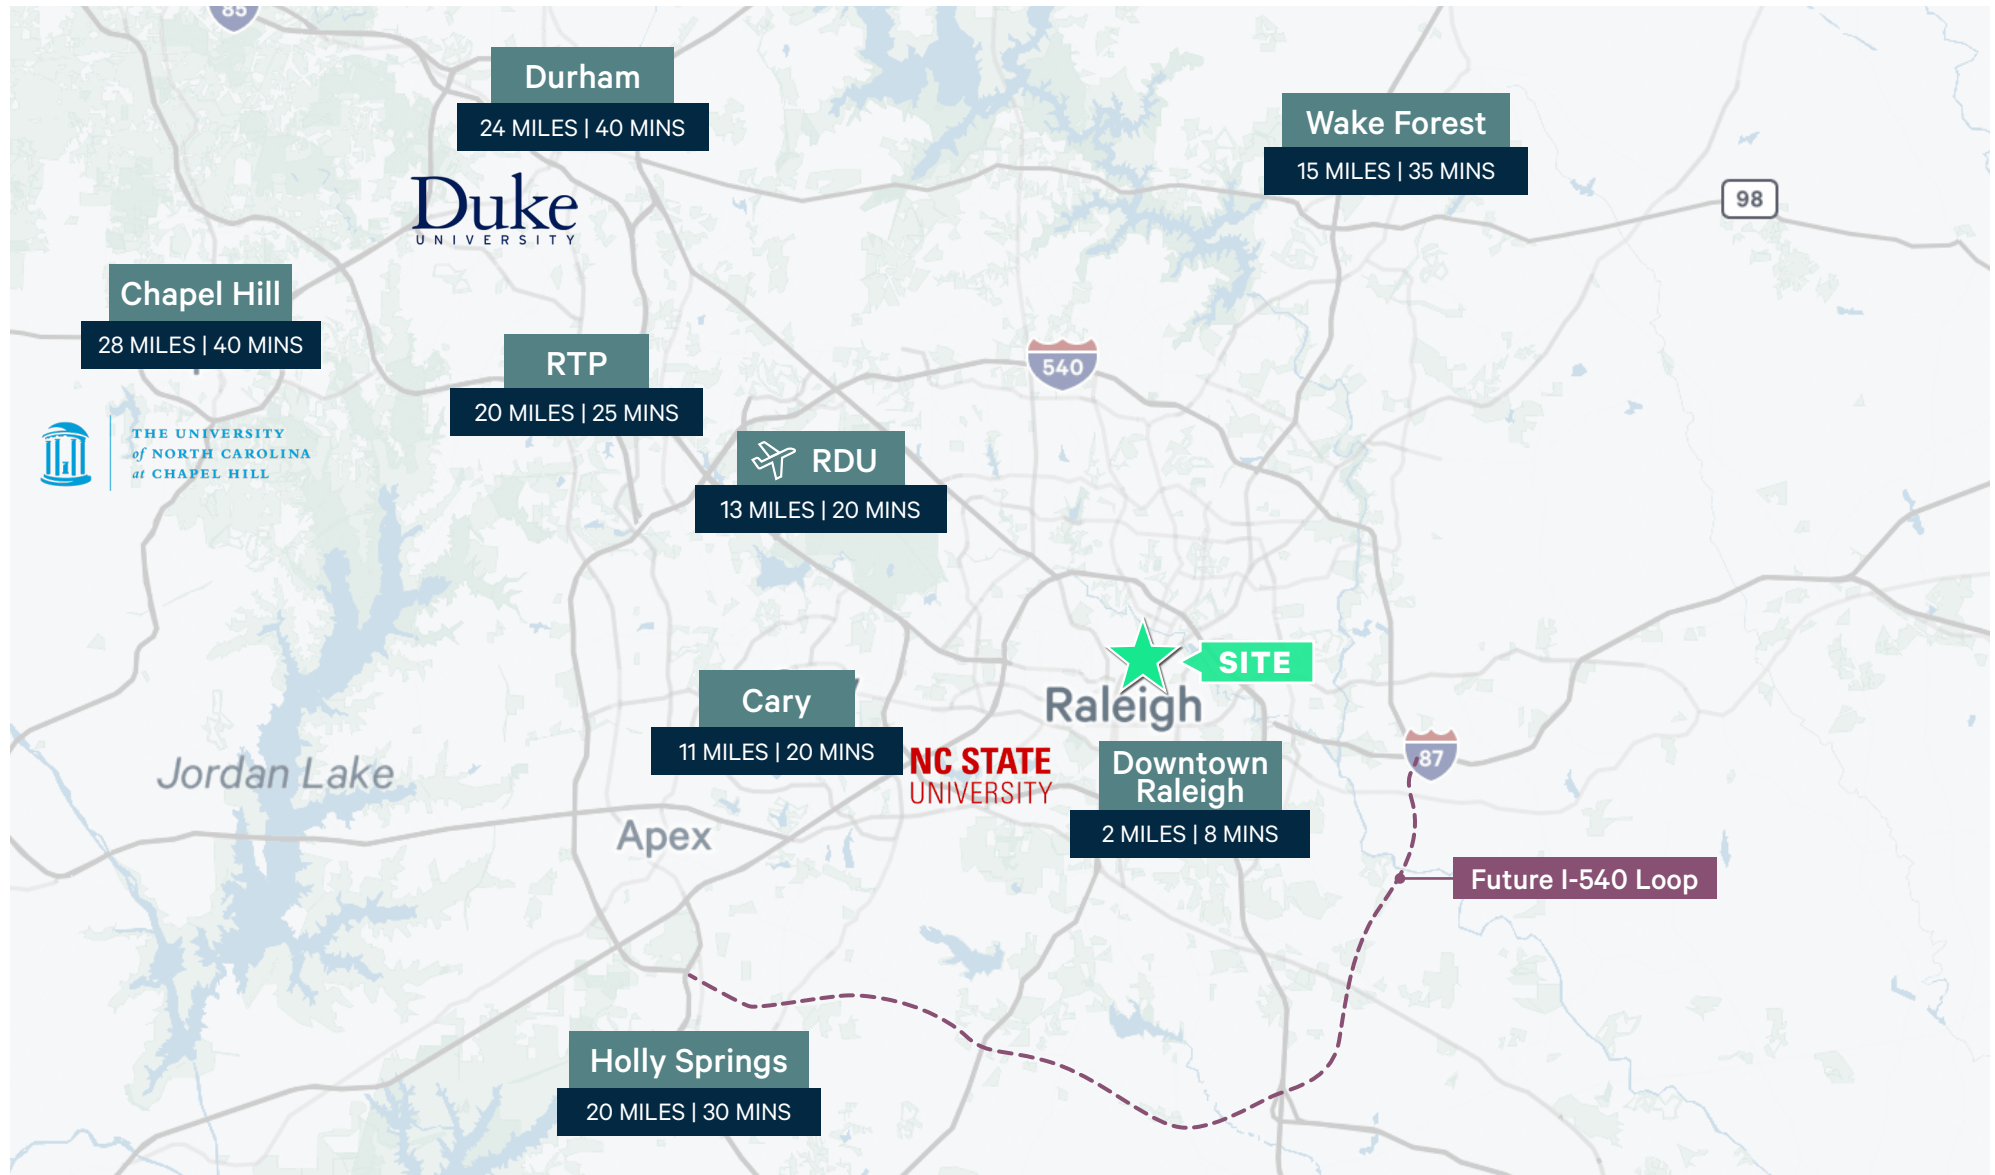 85
Durham
24 MILES | 40 MINS
Wake Forest
15 MILES | 35 MINS
98
Duke
UNIVERSITY
Chapel Hill
28 MILES | 40 MINS
RTP
20 MILES | 25 MINS
540
THE UNIVERSITY
of NORTH CAROLINA
at CHAPEL HILL
RDU
13 MILES | 20 MINS
SITE
Raleigh
Cary
11 MILES | 20 MINS
NC STATE
UNIVERSITY
Downtown
Raleigh
2 MILES | 8 MINS
87
Jordan Lake
Apex
Future I-540 Loop
Holly Springs
20 MILES | 30 MINS